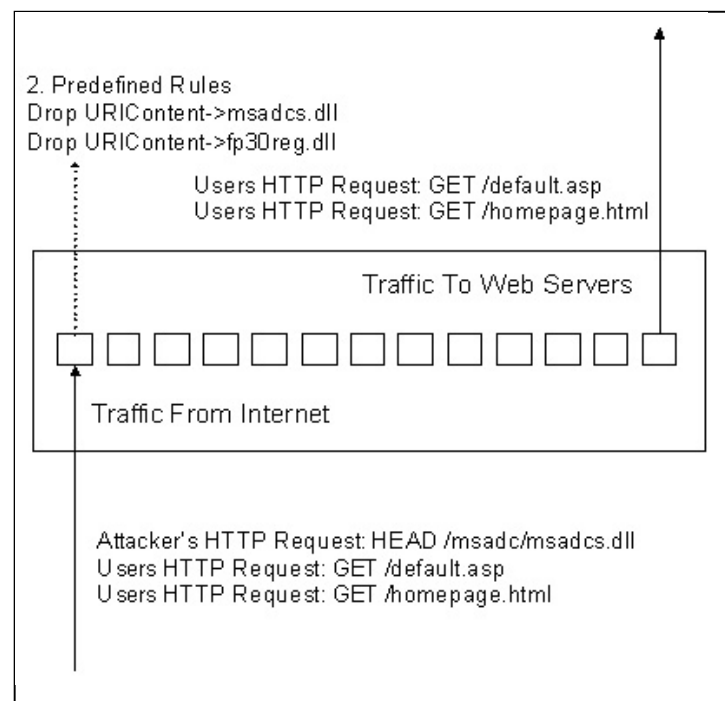 2. Predefined Rules
Drop URIContent->msadcs.dll
Drop URIContent->fp30reg.dll
Users HTTP Request: GET /default.asp
Users HTTP Request: GET /homepage.html
Traffic To Web Servers
Traffic From Internet
Attacker's HTTP Request: HEAD /msadc/msadcs.dll
Users HTTP Request: GET /default.asp
Users HTTP Request: GET /homepage.html